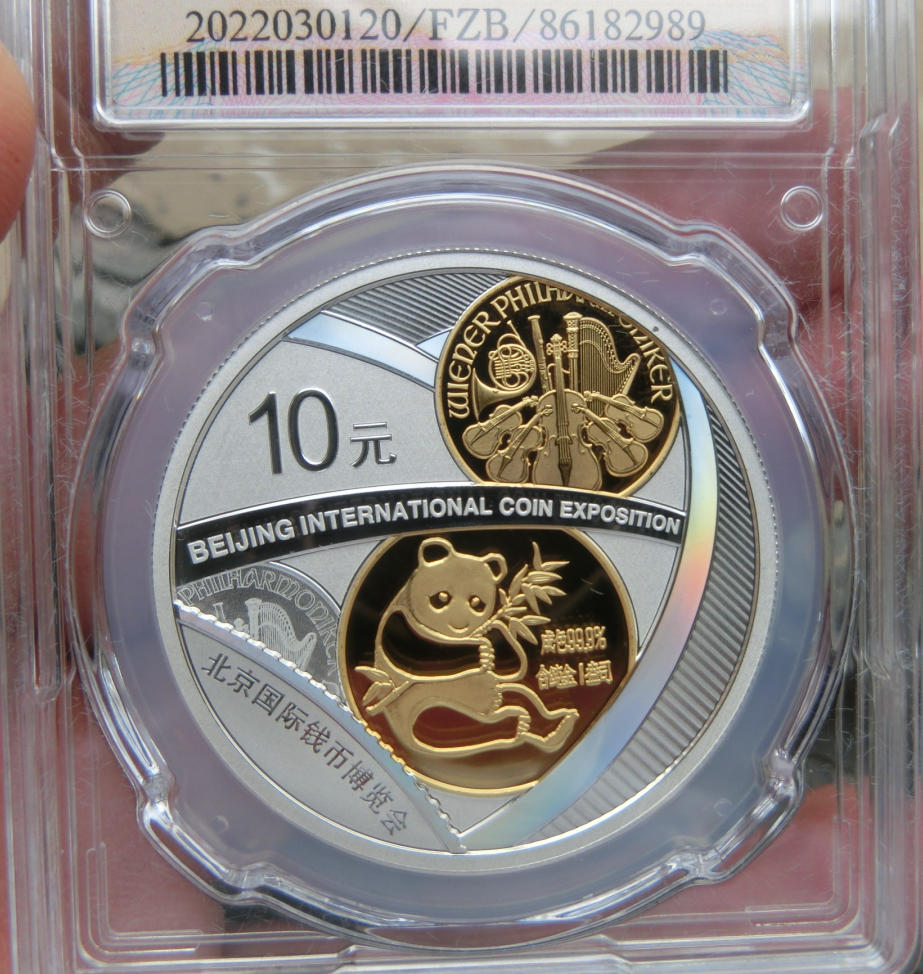 2022030120/FZB/86182989
WIENER PHILHARMONIKER
10元
BEIJING INTERNATIONAL COIN EXPOSITION
PHILHARMONIKER
成色99.9%
含纯金1盎司
北京国际钱币博览会